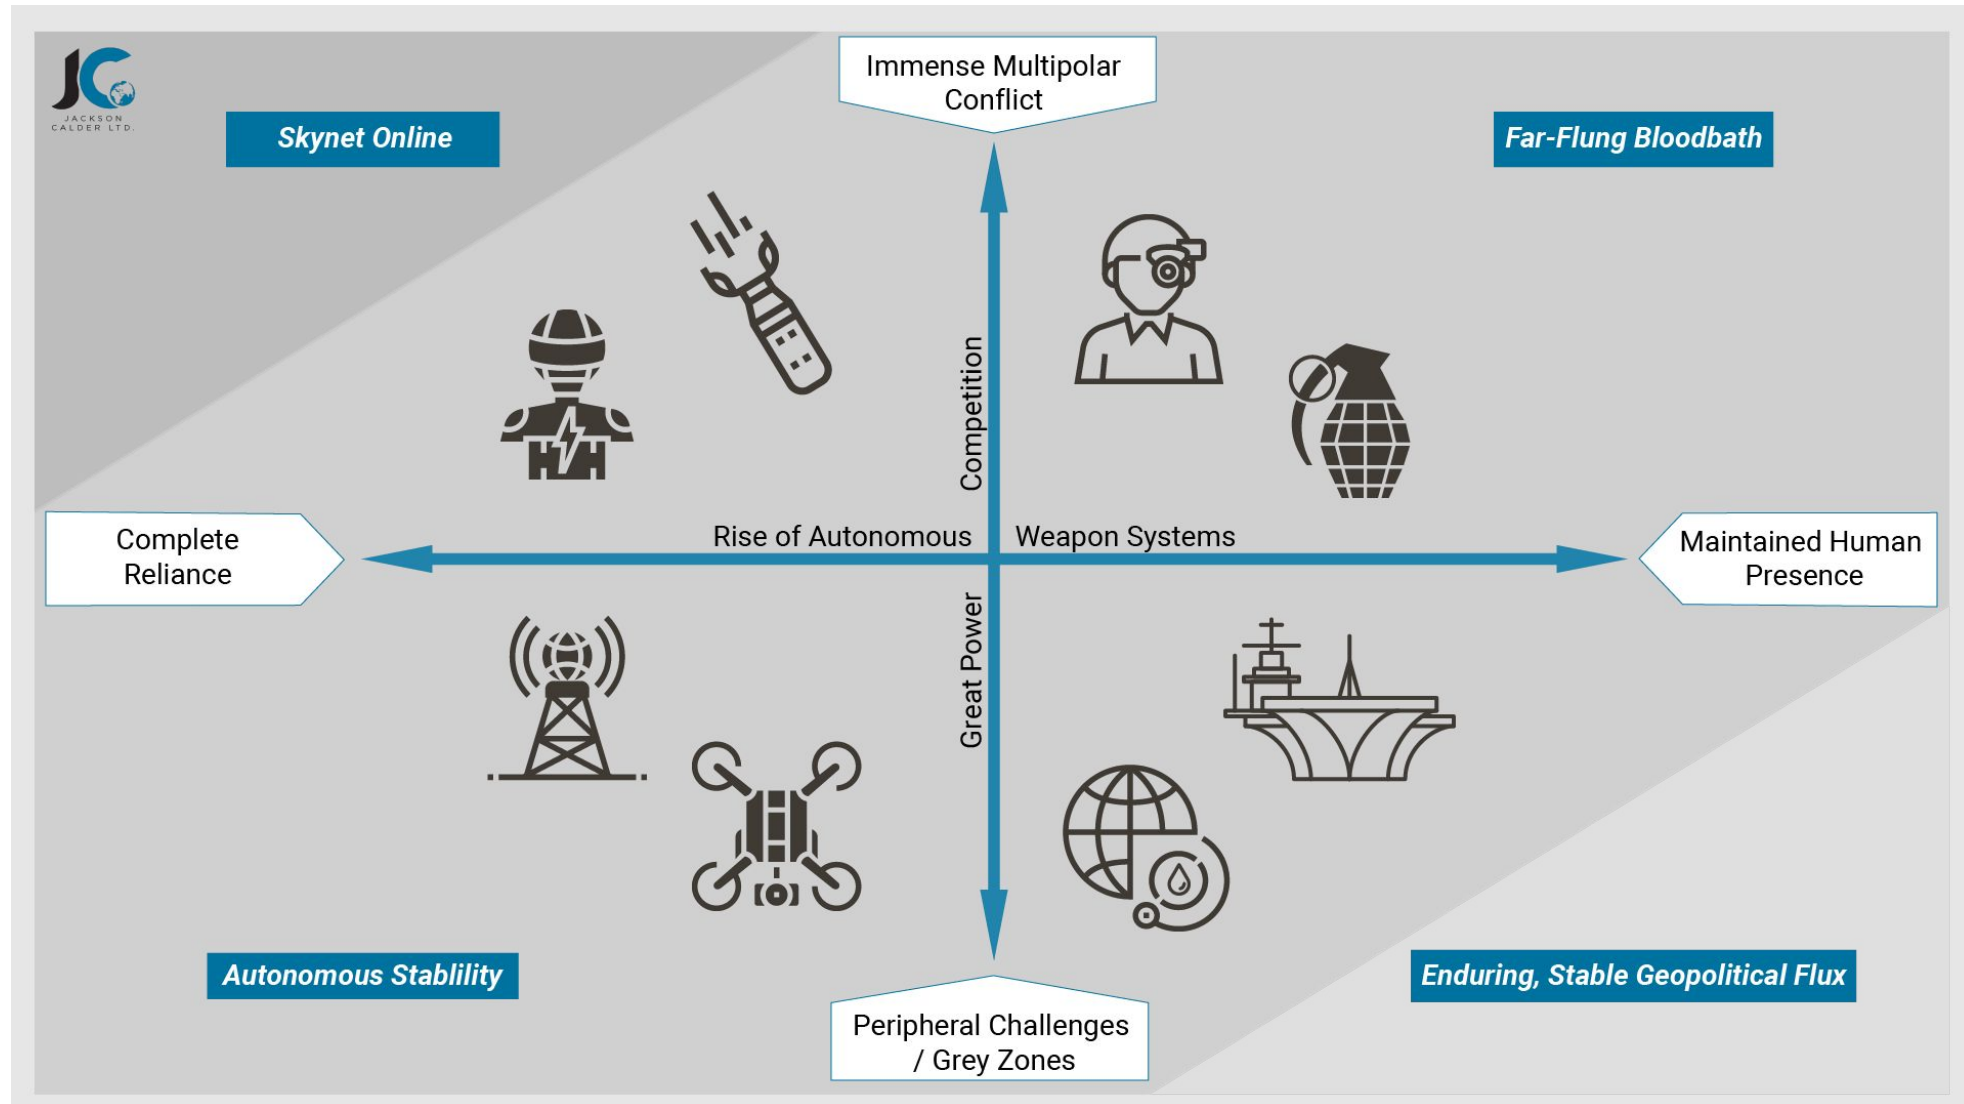 JC
JACKSON
CALDER LTD.
Skynet Online
Immense Multipolar
Conflict
Far-Flung Bloodbath
Competition
Complete
Reliance
Rise of Autonomous Weapon Systems
Maintained Human
Presence
Great Power
Autonomous Stablility
Enduring, Stable Geopolitical Flux
Peripheral Challenges
/ Grey Zones